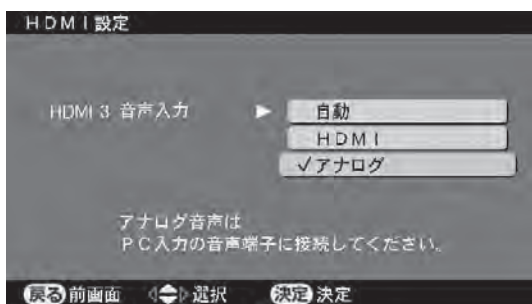 HDMI設定
HDMI 3 音声入力 ▶ 自動
HDMI
✓アナログ
アナログ音声は
PC入力の音声端子に接続してください。
戻る 前画面 選択 決定 決定